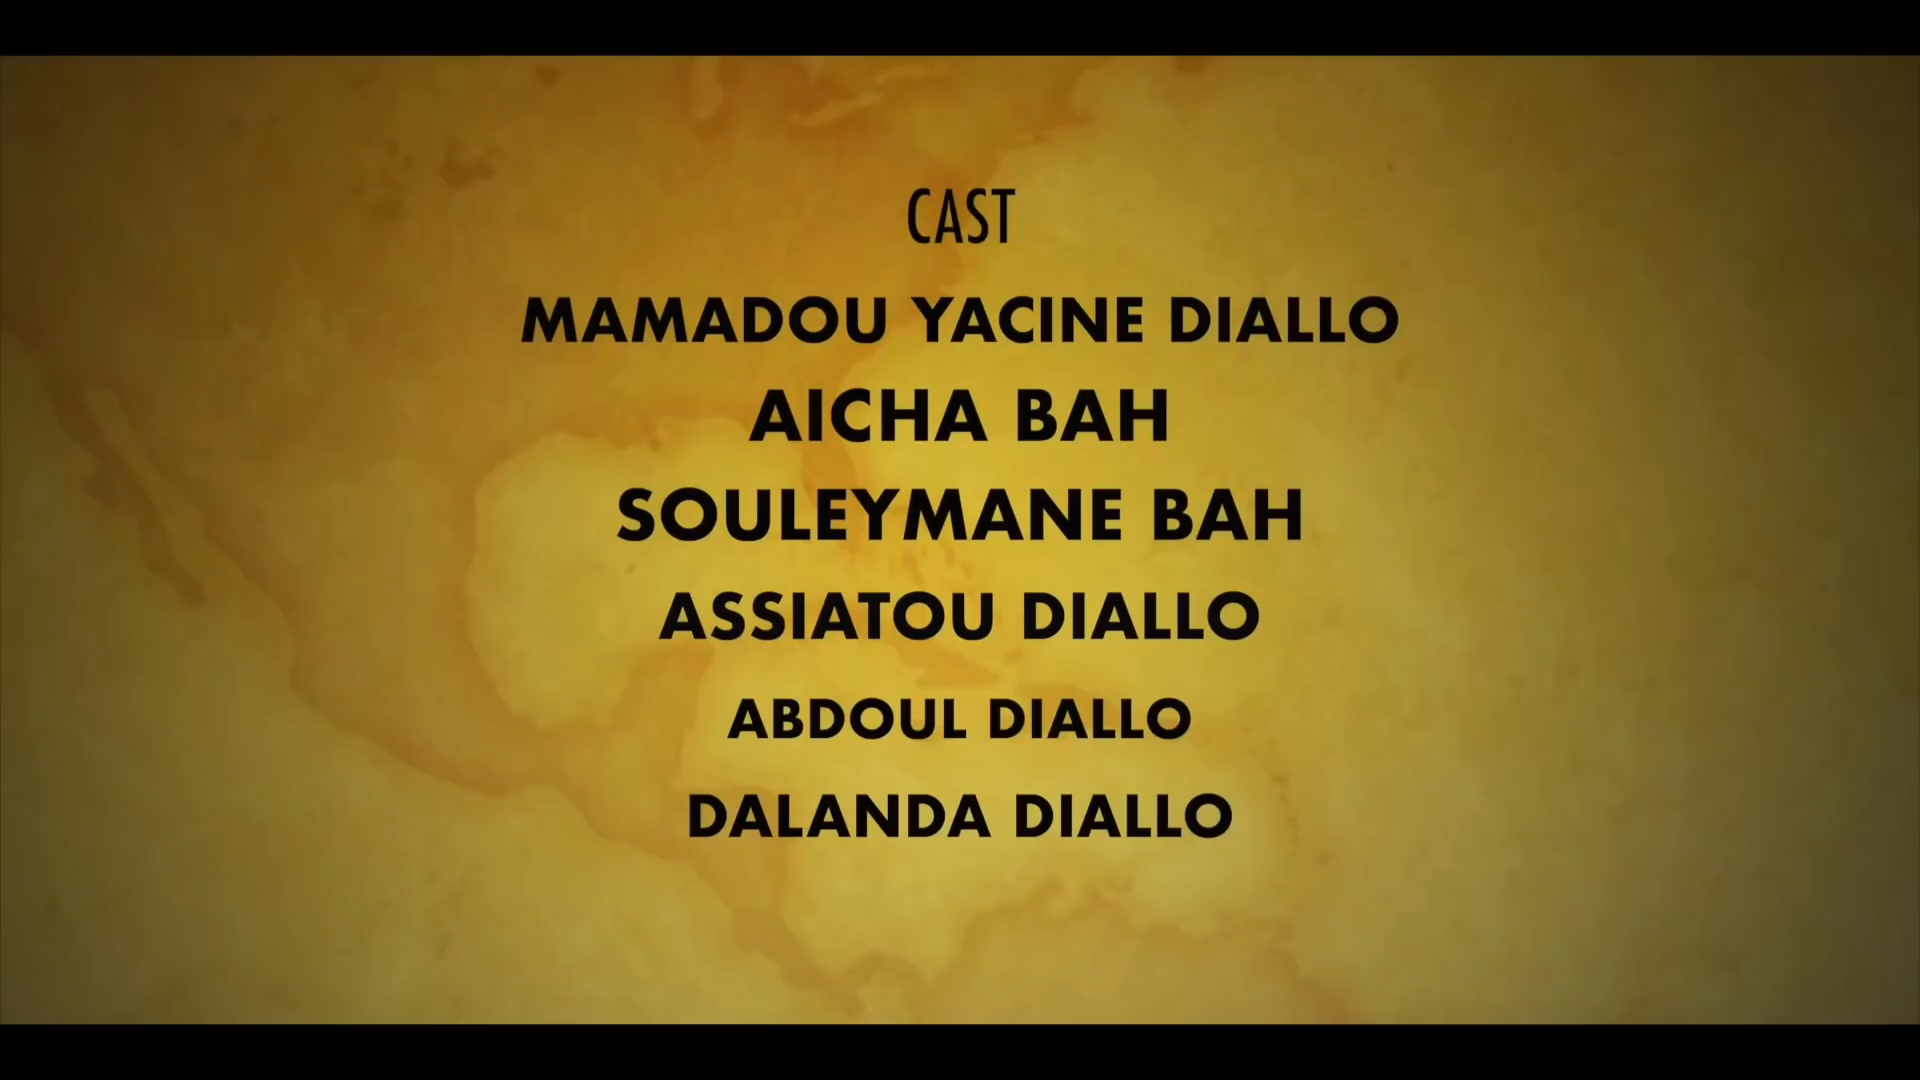 CAST
MAMADOU YACINE DIALLO
AICHA BAH
SOULEYMANE BAH
ASSIATOU DIALLO
ABDOUL DIALLO
DALANDA DIALLO